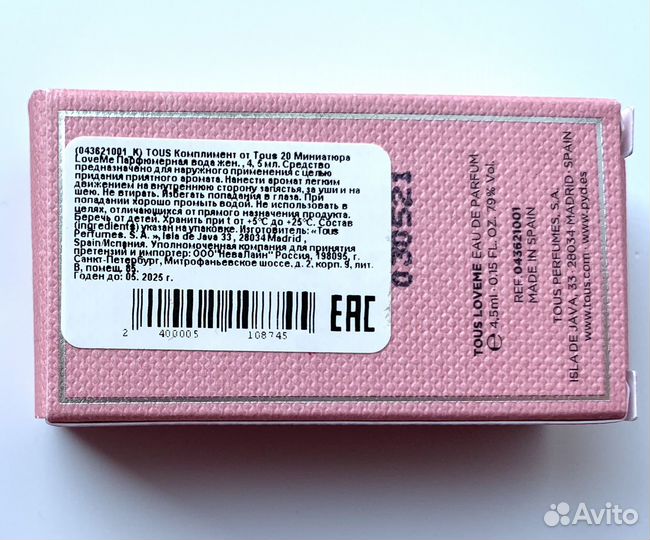 (043621001_K) TOUS Комплимент от Tous 20 Миниатюра
LoveMe Парфюмерная вода жен. , 4, 5 мл. Средство
предназначено для наружного применения с целью
придания приятного аромата. Нанести аромат легким
движением на внутреннюю сторону запястья, за уши и на
шею. Не втирать. Избегать попадания в глаза. При
попадании хорошо промыть водой. Не использовать в
целях, отличающихся от прямого назначения продукта.
Беречь от детей. Хранить при t от +5°C до +25°C. Состав
(ingredients) указан на упаковке. Изготовитель: «Tous
Perfumes. S. A. », Isla de Java 33 , 28034 Madrid ,
Spain/Испания. Уполномоченная компания для принятия
претензий и импортер: ООО"НеваЛайн" Россия, 198095, г.
Санкт-Петербург, Митрофаньевское шоссе, д. 2, корп. 9, лит.
В, помещ. 85.
Годен до: 05. 2025 г.
2 400005 108745
EAC
030521
TOUS LOVEME EAU DE PARFUM
e 4,5ml-0.15 FL.OZ. 79% Vol.
REF. 043621001
MADE IN SPAIN
TOUS PERFUMES, S.A.
ISLA DE JAVA, 33. 28034 MADRID · SPAIN
www.tous.com · www.pyd.es
Avito